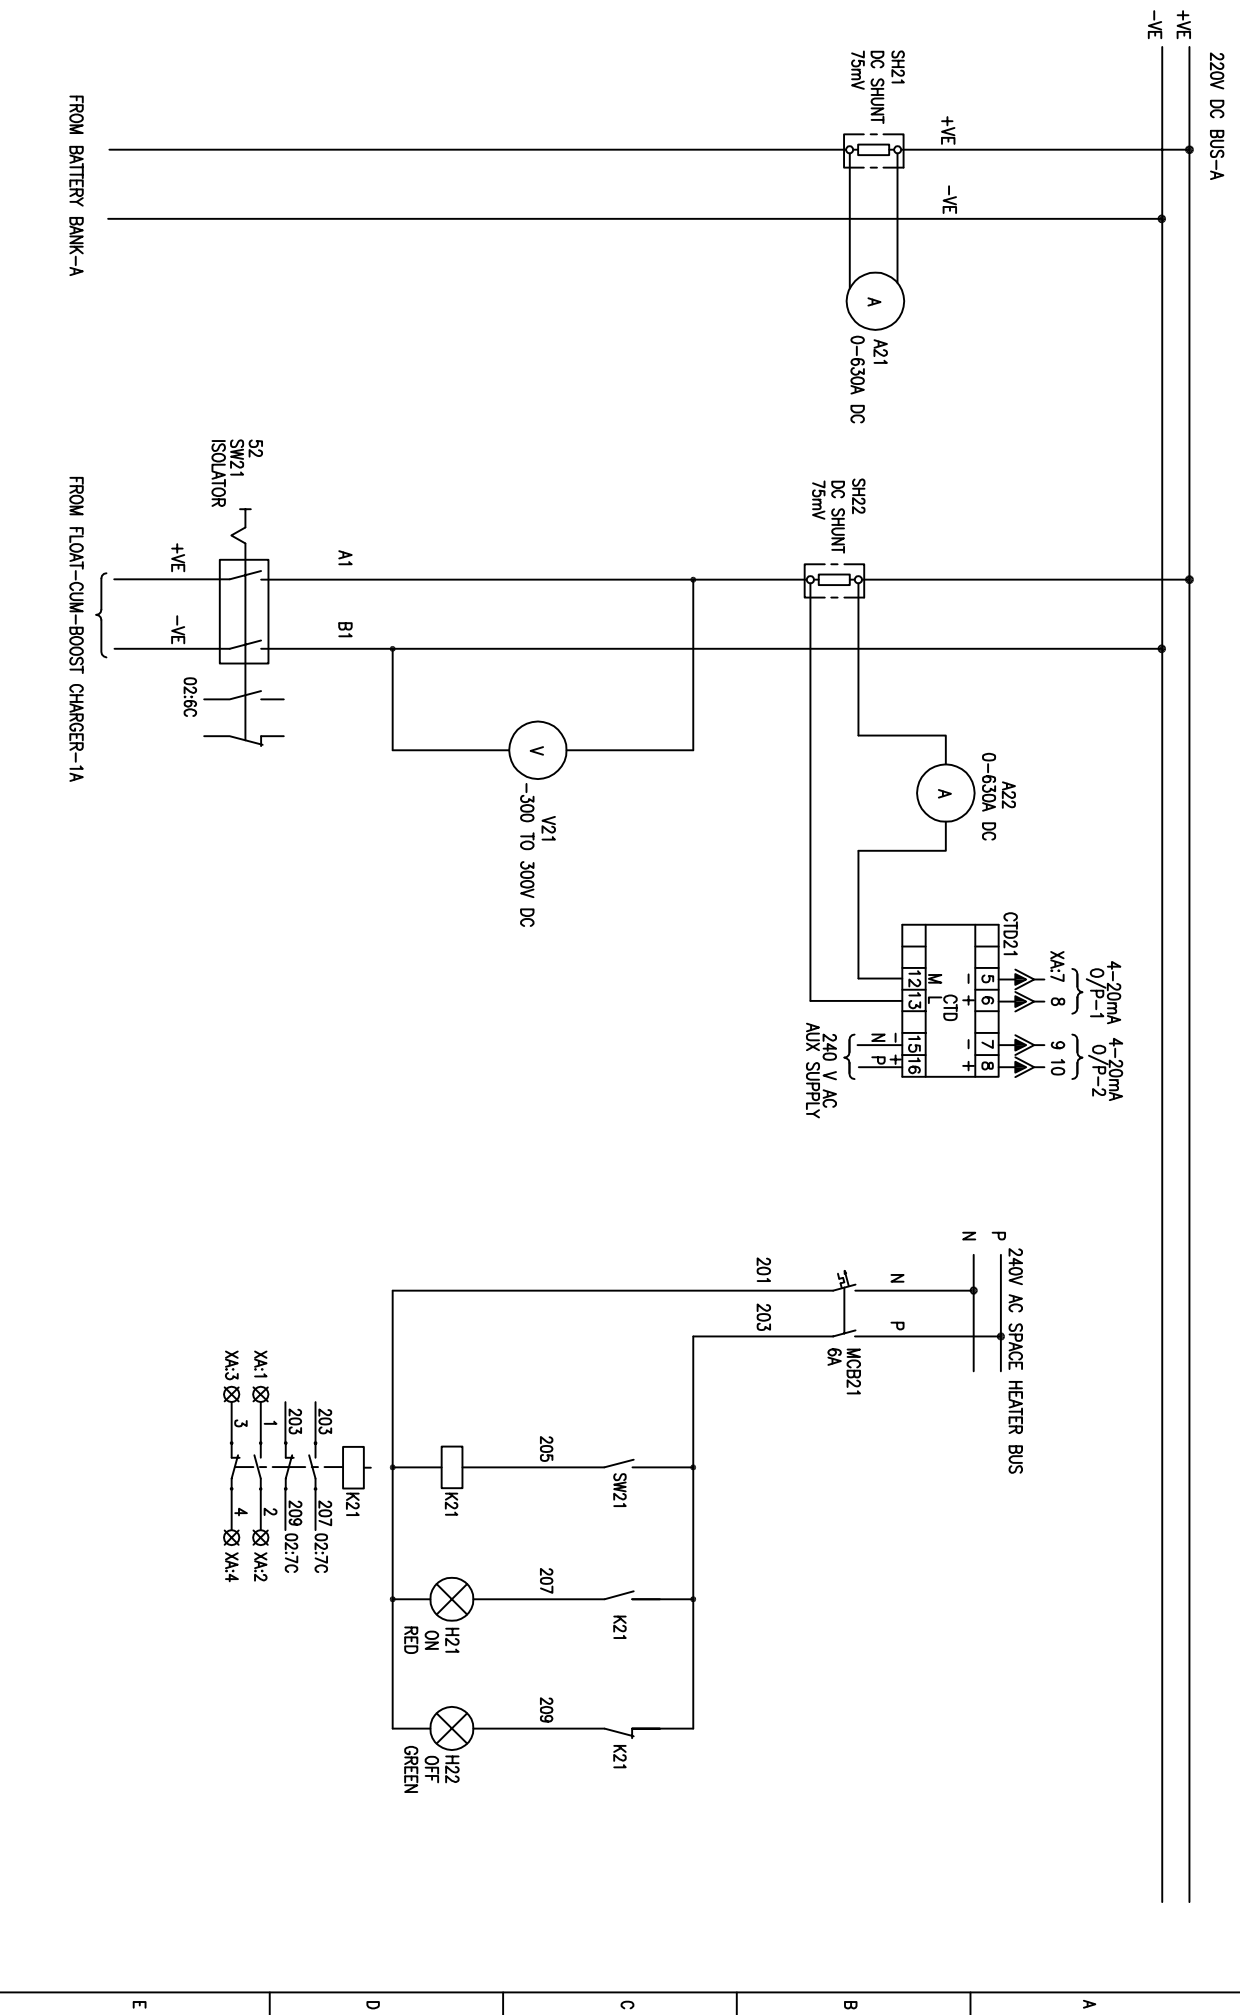 220V DC BUS-A
+VE
-VE
SH21
DC SHUNT
75mV
+VE
-VE
A
A21
0-630A DC
FROM BATTERY BANK-A
SH22
DC SHUNT
75mV
A22
0-630A DC
A
52
SW21
ISOLATOR
A1
B1
+VE
-VE
02:6C
FROM FLOAT-CUM-BOOST CHARGER-1A
V
V21
-300 TO 300V DC
4-20mA
O/P-1
4-20mA
O/P-2
XA:7
8
9
10
CTD21
5
6
7
8
-
+
-
+
CTD
M
L
12
13
15
16
-
+
N
P
240 V AC
AUX SUPPLY
240V AC SPACE HEATER BUS
P
N
N
P
MCB21
6A
201
203
SW21
K21
K21
205
207
209
K21
H21
ON
RED
H22
OFF
GREEN
K21
203
207
02:7C
203
209
02:7C
XA:1
1
2
XA:2
XA:3
3
4
XA:4
A
B
C
D
E